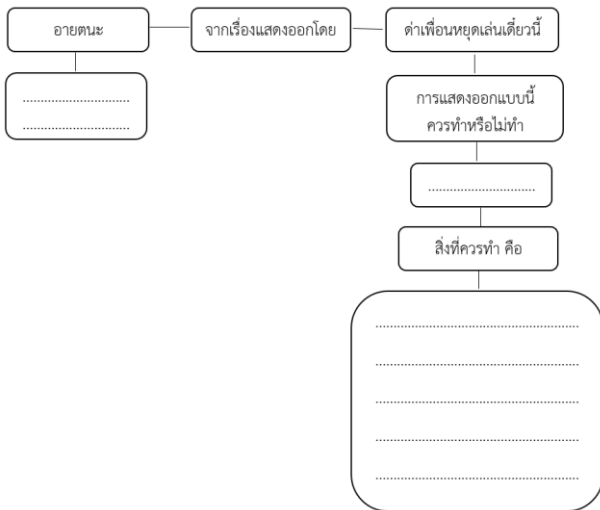 อายตนะ
จากเรื่องแสดงออกโดย
ด่าเพื่อนหยุดเล่นเดี๋ยวนี้
..............................
..............................
การแสดงออกแบบนี้
ควรทำหรือไม่ทำ
..............................
สิ่งที่ควรทำ คือ
.........................................................
.........................................................
.........................................................
.........................................................
.........................................................